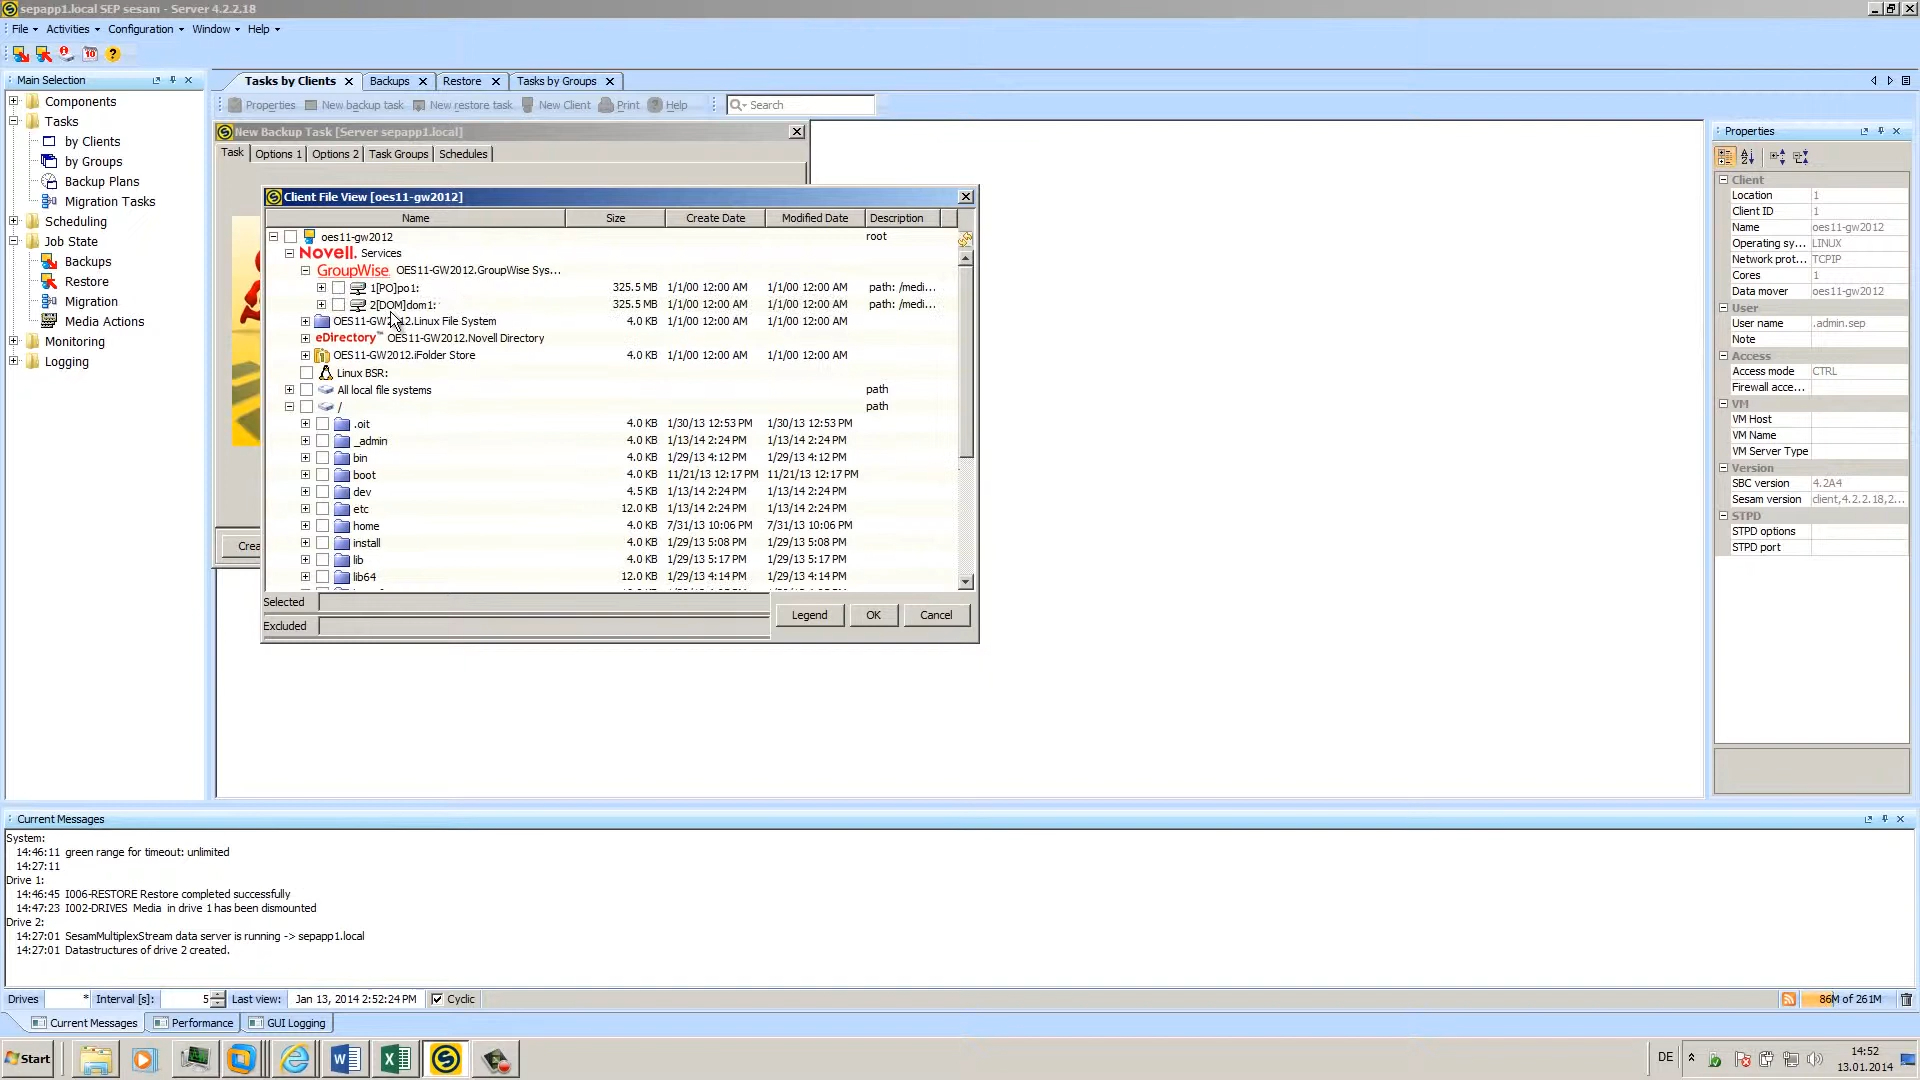 sepapp1.local SEP sesam - Server 4.2.2.18
File Activities Configuration Window Help
Main Selection
Components
Tasks
by Clients
by Groups
Backup Plans
Migration Tasks
Scheduling
Job State
Backups
Restore
Migration
Media Actions
Monitoring
Logging
Tasks by Clients Backups Restore Tasks by Groups
Properties New backup task New restore task New Client Print Help Search
New Backup Task [Server sepapp1.local]
Task Options 1 Options 2 Task Groups Schedules
Client File View [oes11-gw2012]
Name Size Create Date Modified Date Description
oes11-gw2012 root
Novell. Services
GroupWise OES11-GW2012.GroupWise Sys...
1[PO]po1: 325.5 MB 1/1/00 12:00 AM 1/1/00 12:00 AM path: /medi...
2[DOM]dom1: 325.5 MB 1/1/00 12:00 AM 1/1/00 12:00 AM path: /medi...
OES11-GW2012.Linux File System 4.0 KB 1/1/00 12:00 AM 1/1/00 12:00 AM
eDirectory™ OES11-GW2012.Novell Directory
OES11-GW2012.iFolder Store 4.0 KB 1/1/00 12:00 AM 1/1/00 12:00 AM
Linux BSR:
All local file systems path
/ path
.oit 4.0 KB 1/30/13 12:53 PM 1/30/13 12:53 PM
_admin 4.0 KB 1/13/14 2:24 PM 1/13/14 2:24 PM
bin 4.0 KB 1/29/13 4:12 PM 1/29/13 4:12 PM
boot 4.0 KB 11/21/13 12:17 PM 11/21/13 12:17 PM
dev 4.5 KB 1/13/14 2:24 PM 1/13/14 2:24 PM
etc 12.0 KB 1/13/14 2:24 PM 1/13/14 2:24 PM
home 4.0 KB 7/31/13 10:06 PM 7/31/13 10:06 PM
install 4.0 KB 1/29/13 5:08 PM 1/29/13 5:08 PM
lib 4.0 KB 1/29/13 5:17 PM 1/29/13 5:17 PM
lib64 12.0 KB 1/29/13 4:14 PM 1/29/13 4:14 PM
Selected
Excluded
Legend OK Cancel
Crea
Properties
Client
Location 1
Client ID 1
Name oes11-gw2012
Operating sy... LINUX
Network prot... TCPIP
Cores 1
Data mover oes11-gw2012
User
User name .admin.sep
Note
Access
Access mode CTRL
Firewall acce...
VM
VM Host
VM Name
VM Server Type
Version
SBC version 4.2A4
Sesam version client,4.2.2.18,2...
STPD
STPD options
STPD port
Current Messages
System:
14:46:11 green range for timeout: unlimited
14:27:11
Drive 1:
14:46:45 I006-RESTORE Restore completed successfully
14:47:23 I002-DRIVES Media in drive 1 has been dismounted
Drive 2:
14:27:01 SesamMultiplexStream data server is running -> sepapp1.local
14:27:01 Datastructures of drive 2 created.
Drives * Interval [s]: 5 Last view: Jan 13, 2014 2:52:24 PM Cyclic 86M of 261M
Current Messages Performance GUI Logging
Start DE 14:52
13.01.2014